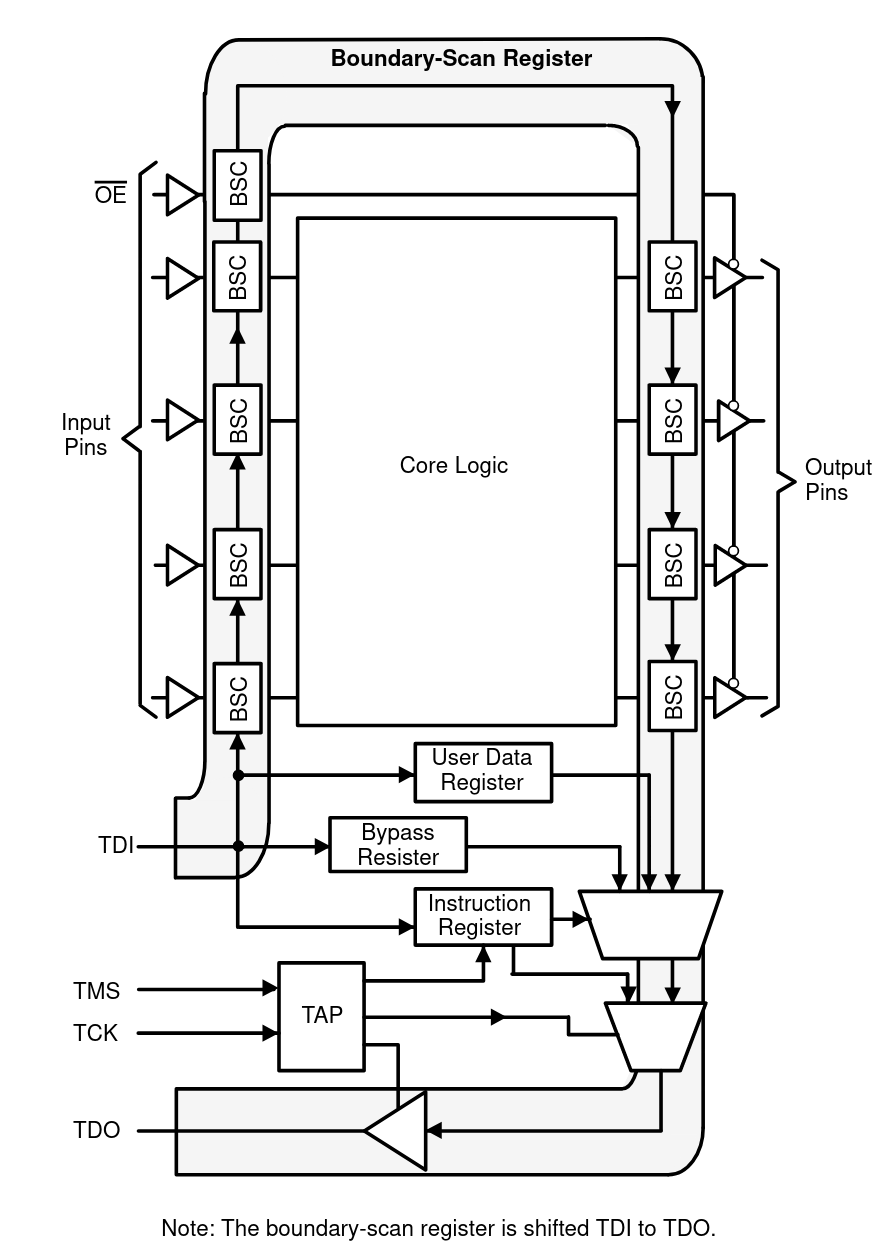 Boundary-Scan Register
BSC
OE
BSC
BSC
BSC
BSC
Input
Pins
Core Logic
BSC
BSC
Output
Pins
BSC
BSC
BSC
User Data
Register
TDI
Bypass
Resister
Instruction
Register
TMS
TAP
TCK
TDO
Note: The boundary-scan register is shifted TDI to TDO.